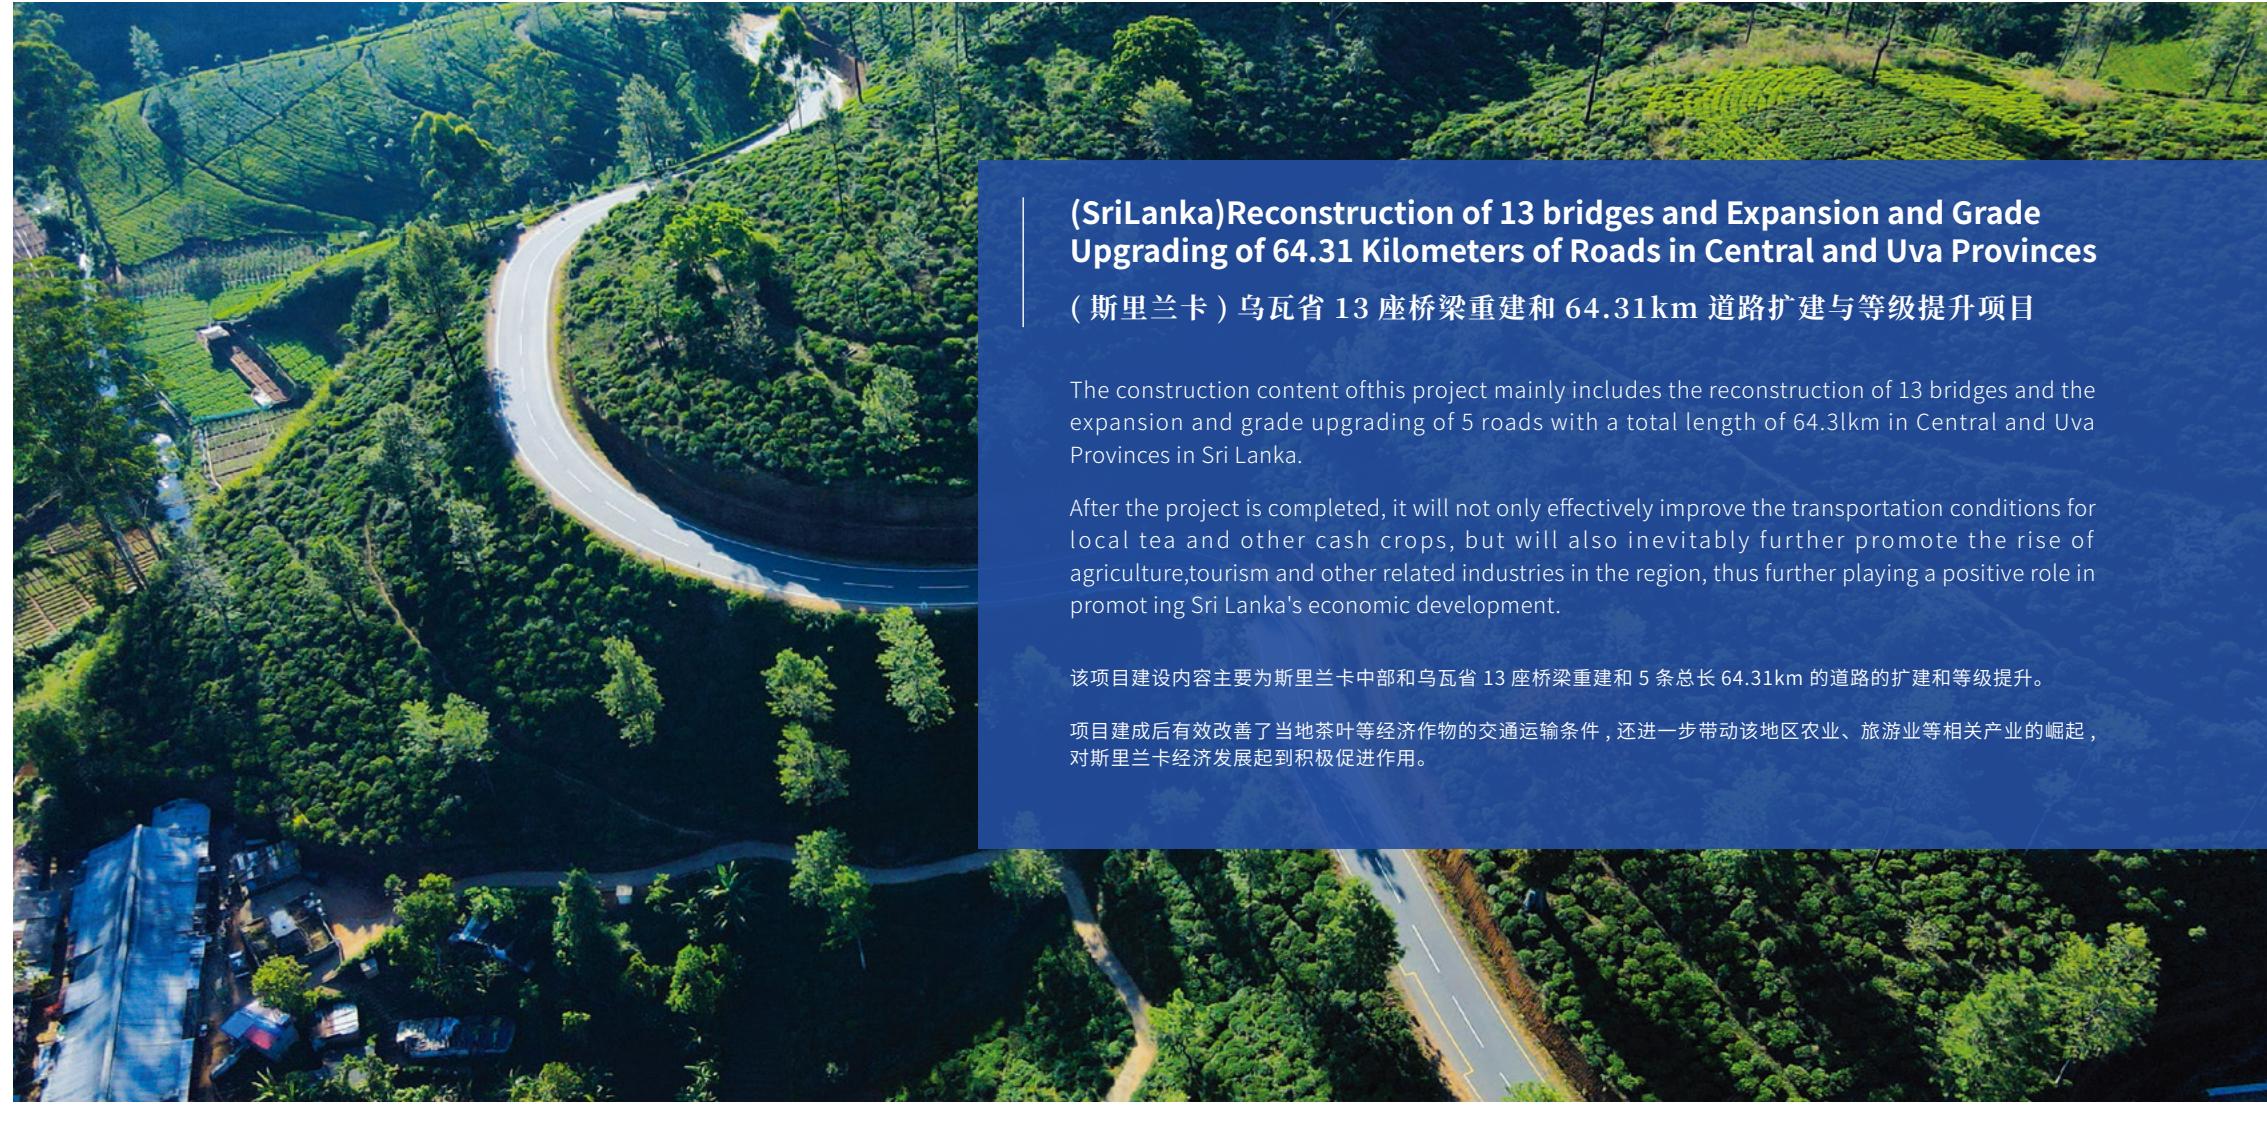 (SriLanka)Reconstruction of 13 bridges and Expansion and Grade
Upgrading of 64.31 Kilometers of Roads in Central and Uva Provinces
( 斯里兰卡 ) 乌瓦省 13 座桥梁重建和 64.31km 道路扩建与等级提升项目
The construction content ofthis project mainly includes the reconstruction of 13 bridges and the
expansion and grade upgrading of 5 roads with a total length of 64.3lkm in Central and Uva
Provinces in Sri Lanka.
After the project is completed, it will not only effectively improve the transportation conditions for
local tea and other cash crops, but will also inevitably further promote the rise of
agriculture,tourism and other related industries in the region, thus further playing a positive role in
promot ing Sri Lanka's economic development.
该项目建设内容主要为斯里兰卡中部和乌瓦省 13 座桥梁重建和 5 条总长 64.31km 的道路的扩建和等级提升。
项目建成后有效改善了当地茶叶等经济作物的交通运输条件 , 还进一步带动该地区农业、旅游业等相关产业的崛起 ,
对斯里兰卡经济发展起到积极促进作用。